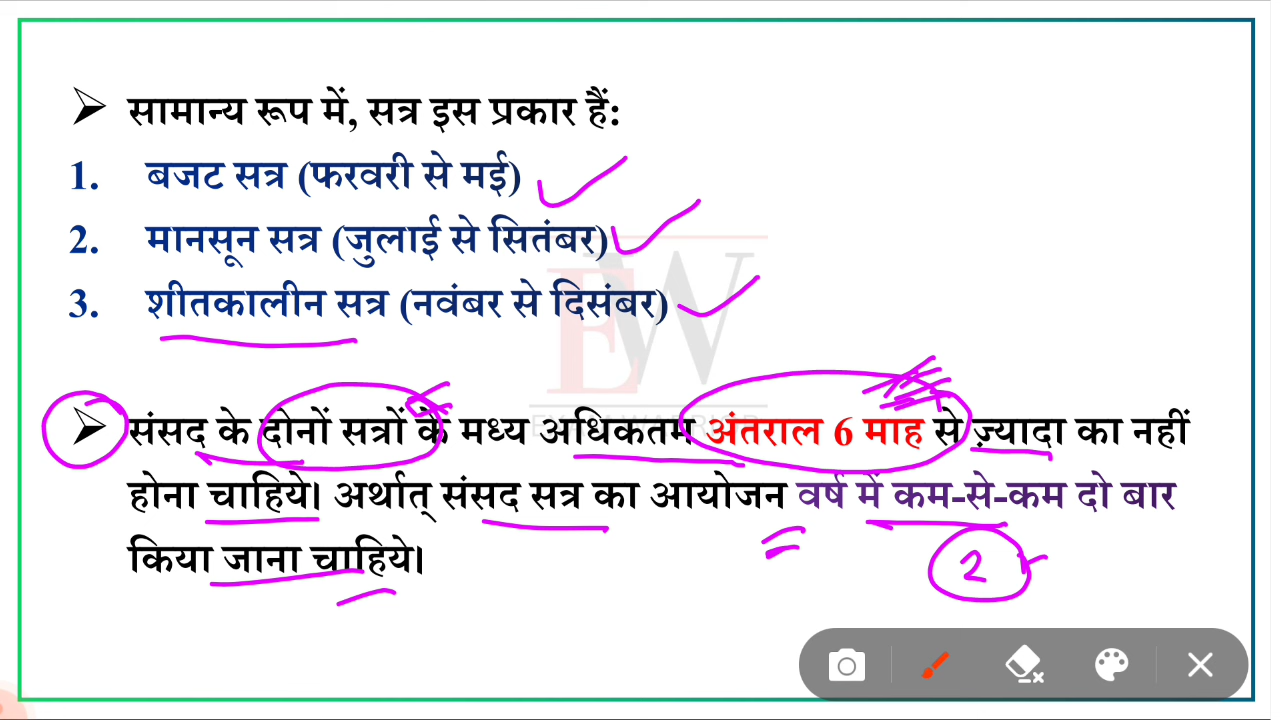 ➢ सामान्य रूप में, सत्र इस प्रकार हैं:
1. बजट सत्र (फरवरी से मई)
2. मानसून सत्र (जुलाई से सितंबर)
3. शीतकालीन सत्र (नवंबर से दिसंबर)
➢ संसद के दोनों सत्रों के मध्य अधिकतम अंतराल 6 माह से ज़्यादा का नहीं
होना चाहिये। अर्थात् संसद सत्र का आयोजन वर्ष में कम-से-कम दो बार
किया जाना चाहिये।
2
EW